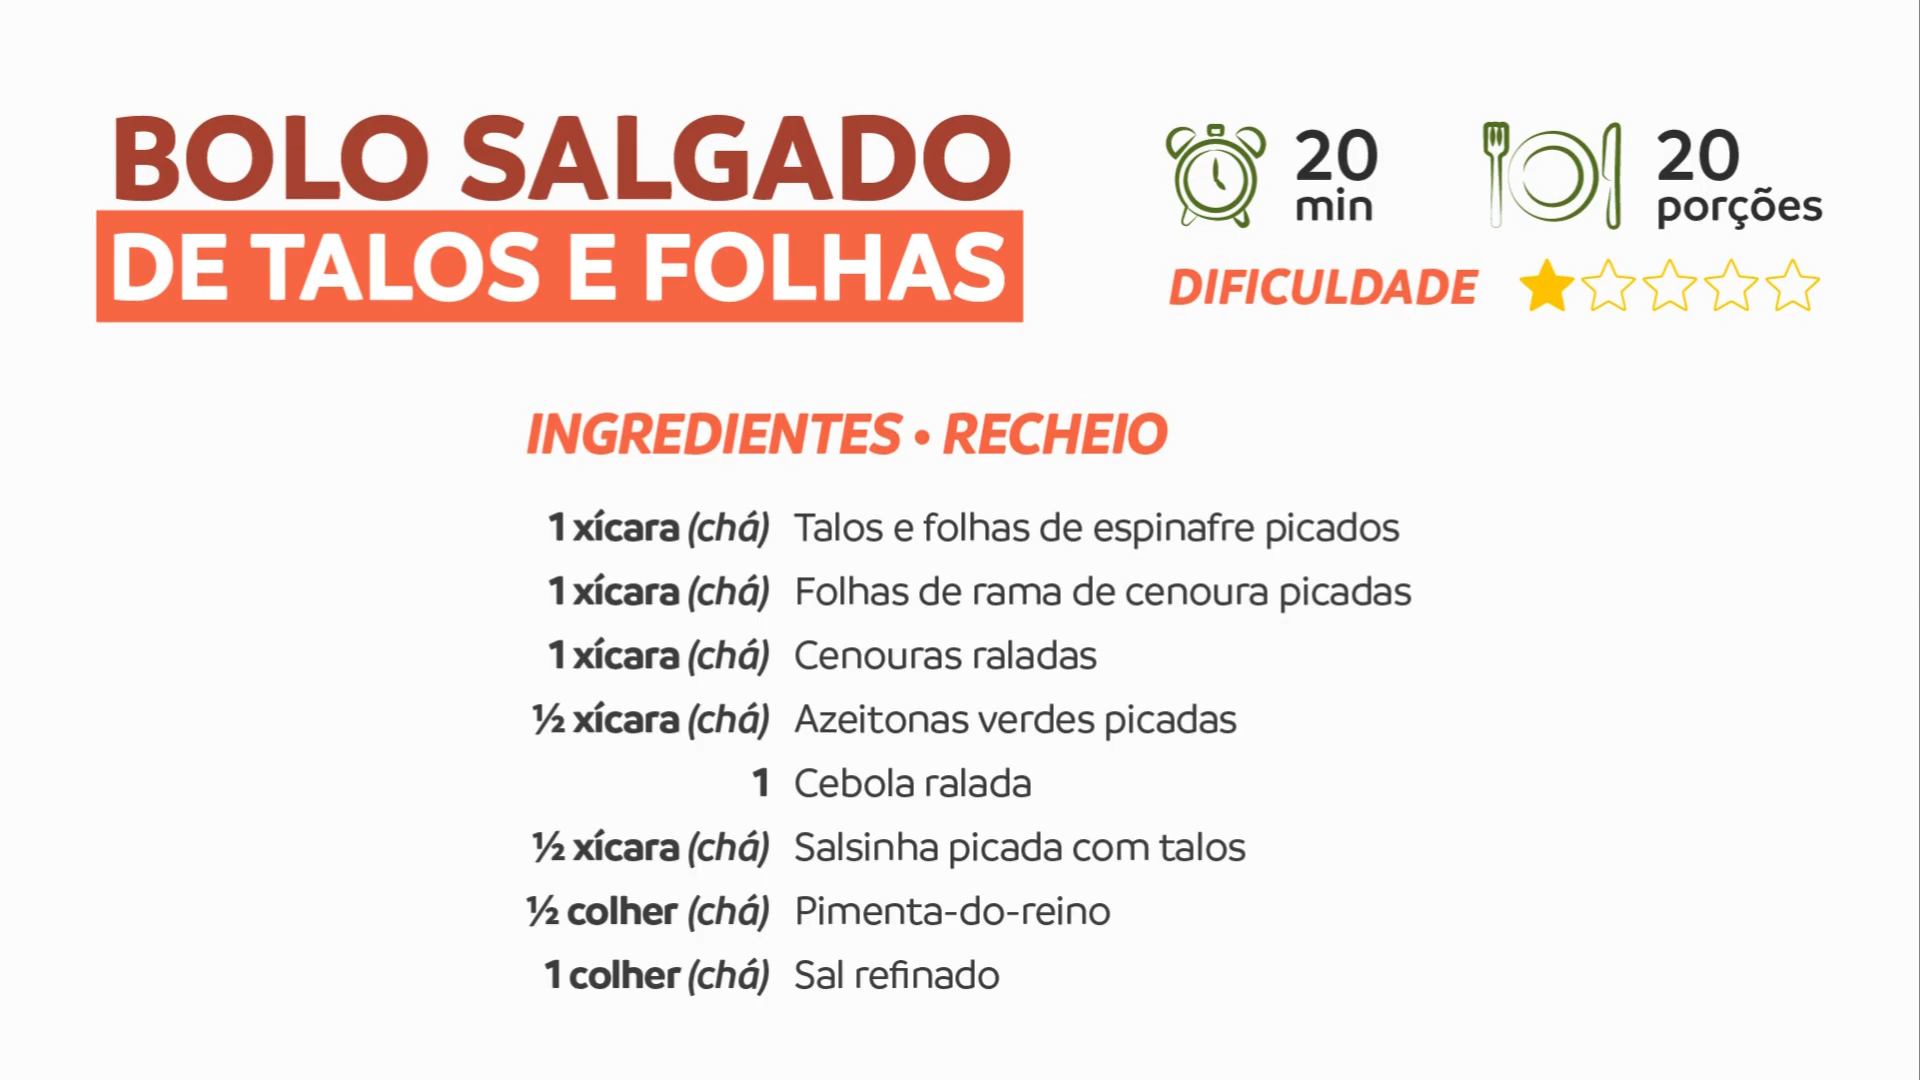 BOLO SALGADO
DE TALOS E FOLHAS
20
min
20
porções
DIFICULDADE
INGREDIENTES • RECHEIO
1 xícara (chá) Talos e folhas de espinafre picados
1 xícara (chá) Folhas de rama de cenoura picadas
1 xícara (chá) Cenouras raladas
½ xícara (chá) Azeitonas verdes picadas
1 Cebola ralada
½ xícara (chá) Salsinha picada com talos
½ colher (chá) Pimenta-do-reino
1 colher (chá) Sal refinado